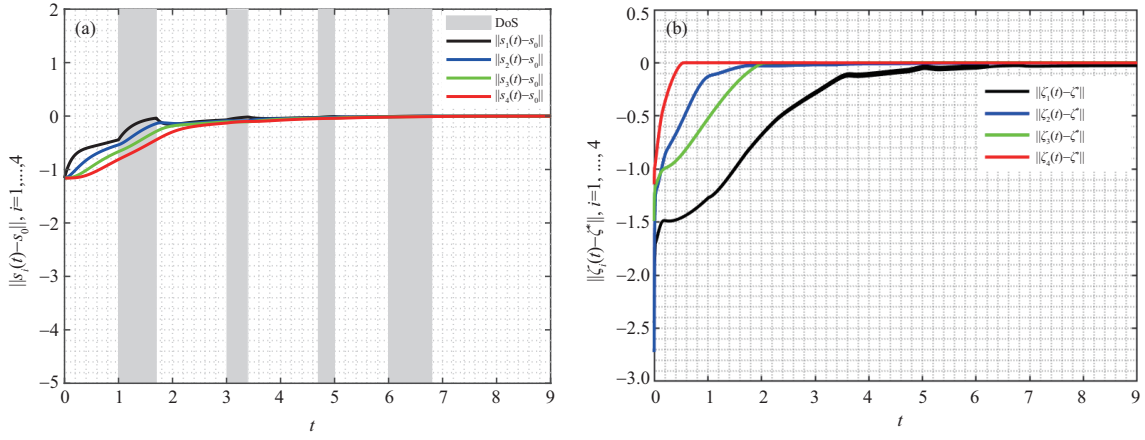 (a)
DoS
||s₁(t)−s₀||
||s₂(t)−s₀||
||s₃(t)−s₀||
||s₄(t)−s₀||
2
1
0
−1
−2
−3
−4
−5
||sᵢ(t)−s₀||, i=1,...,4
0 1 2 3 4 5 6 7 8 9
t
(b)
||ζ₁(t)−ζ*||
||ζ₂(t)−ζ*||
||ζ₃(t)−ζ*||
||ζ₄(t)−ζ*||
0.5
0
−0.5
−1.0
−1.5
−2.0
−2.5
−3.0
||ζᵢ(t)−ζ*||, i=1, ..., 4
0 1 2 3 4 5 6 7 8 9
t